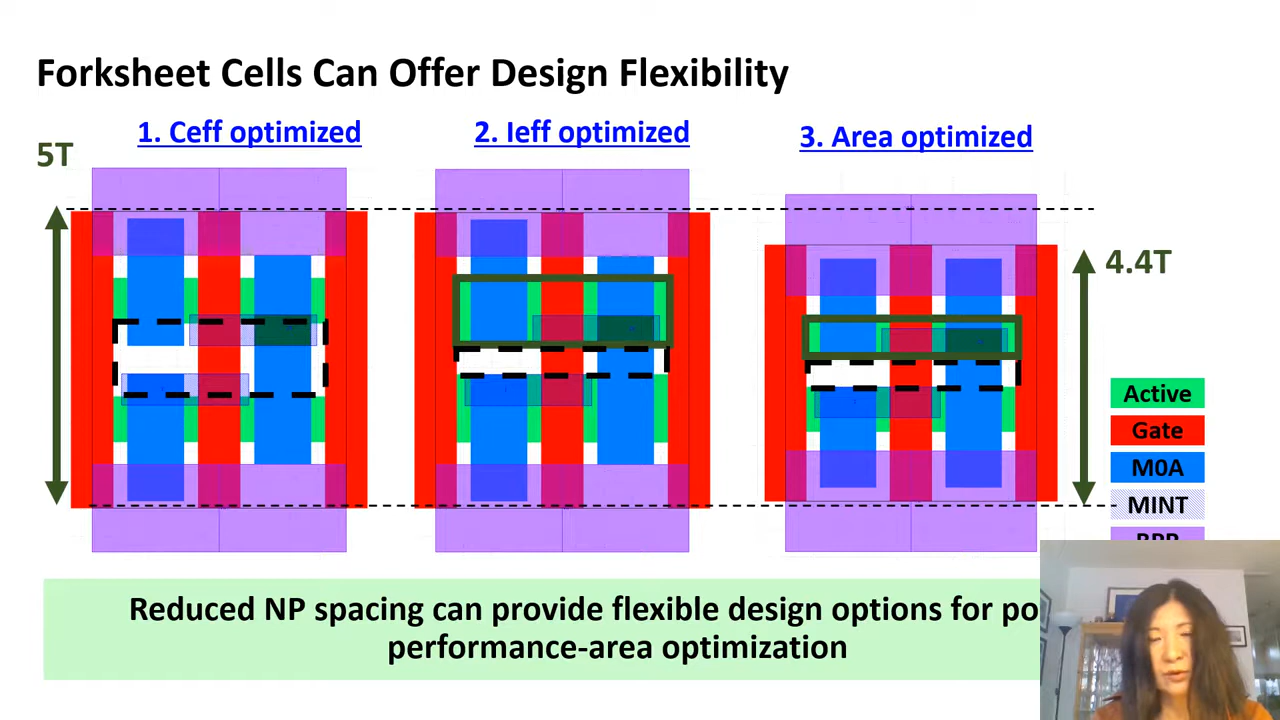 Forksheet Cells Can Offer Design Flexibility
1. Ceff optimized
2. Ieff optimized
3. Area optimized
5T
4.4T
Active
Gate
M0A
MINT
Reduced NP spacing can provide flexible design options for
performance-area optimization